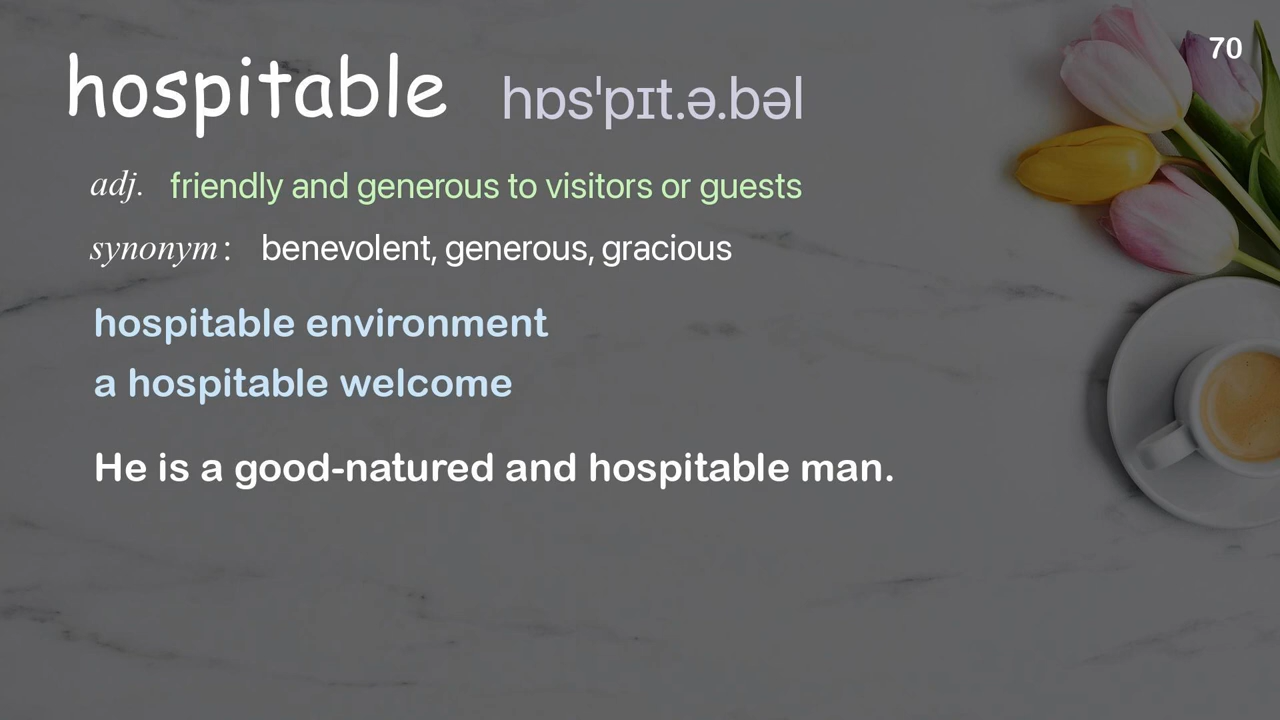 70
hospitable hɒsˈpɪt.ə.bəl
adj. friendly and generous to visitors or guests
synonym: benevolent, generous, gracious
hospitable environment
a hospitable welcome
He is a good-natured and hospitable man.